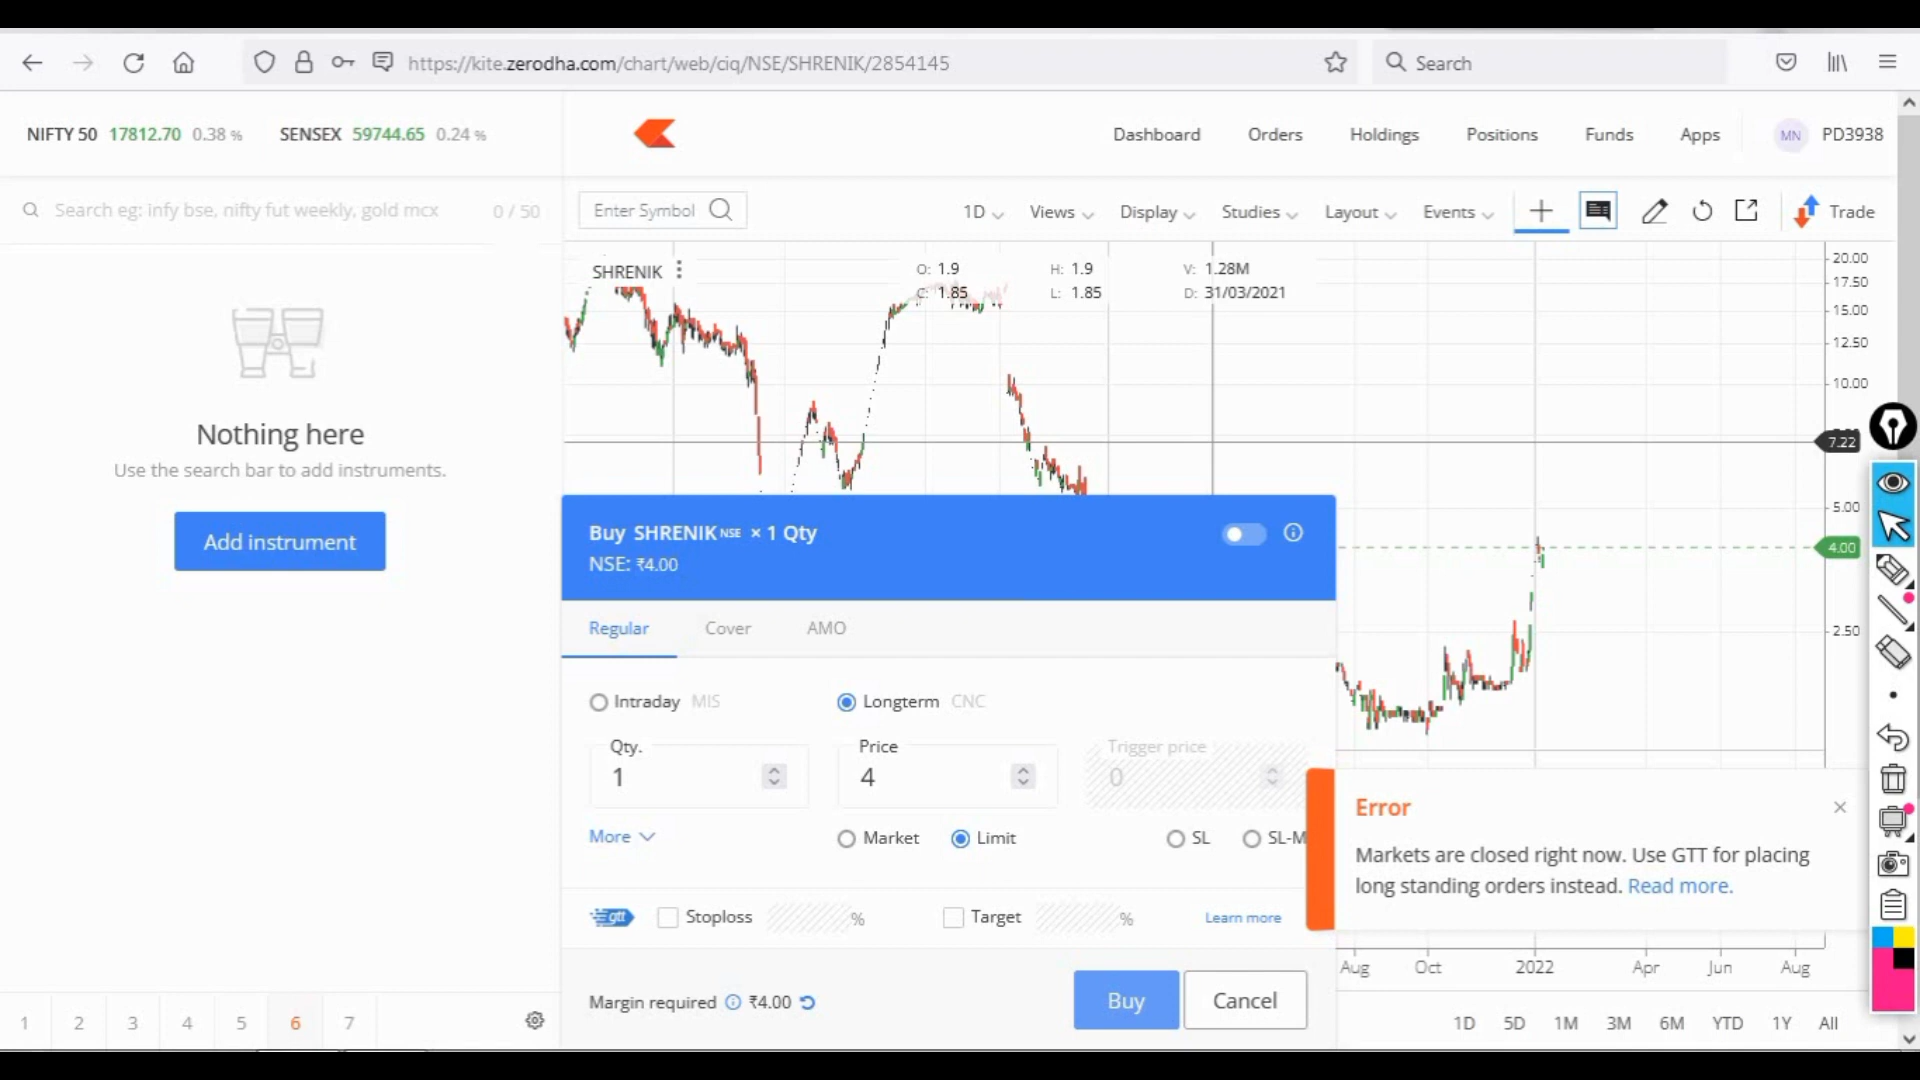 https://kite.zerodha.com/chart/web/ciq/NSE/SHRENIK/2854145
Search
NIFTY 50 17812.70 0.38 %
SENSEX 59744.65 0.24 %
Dashboard
Orders
Holdings
Positions
Funds
Apps
MN
PD3938
Search eg: infy bse, nifty fut weekly, gold mcx
0 / 50
Enter Symbol
1D
Views
Display
Studies
Layout
Events
Trade
SHRENIK
O: 1.9
H: 1.9
V: 1.28M
C: 1.85
L: 1.85
D: 31/03/2021
20.00
17.50
15.00
12.50
10.00
7.22
5.00
4.00
2.50
Nothing here
Use the search bar to add instruments.
Add instrument
Buy SHRENIK NSE × 1 Qty
NSE: ₹4.00
Regular
Cover
AMO
Intraday MIS
Longterm CNC
Qty.
1
Price
4
Trigger price
0
More
Market
Limit
SL
SL-M
gtt
Stoploss
%
Target
%
Learn more
Margin required ₹4.00
Buy
Cancel
Error
Markets are closed right now. Use GTT for placing
long standing orders instead. Read more.
Aug
Oct
2022
Apr
Jun
Aug
1 2 3 4 5 6 7
1D 5D 1M 3M 6M YTD 1Y All